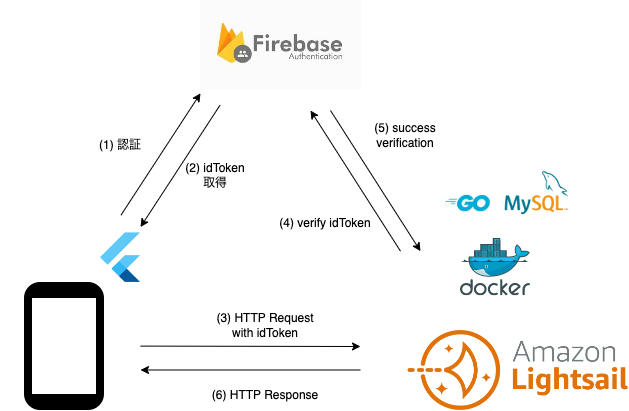 Firebase
Authentication
(1) 認証
(2) idToken
取得
(5) success
verification
(4) verify idToken
GO
MySQL
docker
(3) HTTP Request
with idToken
(6) HTTP Response
Amazon
Lightsail